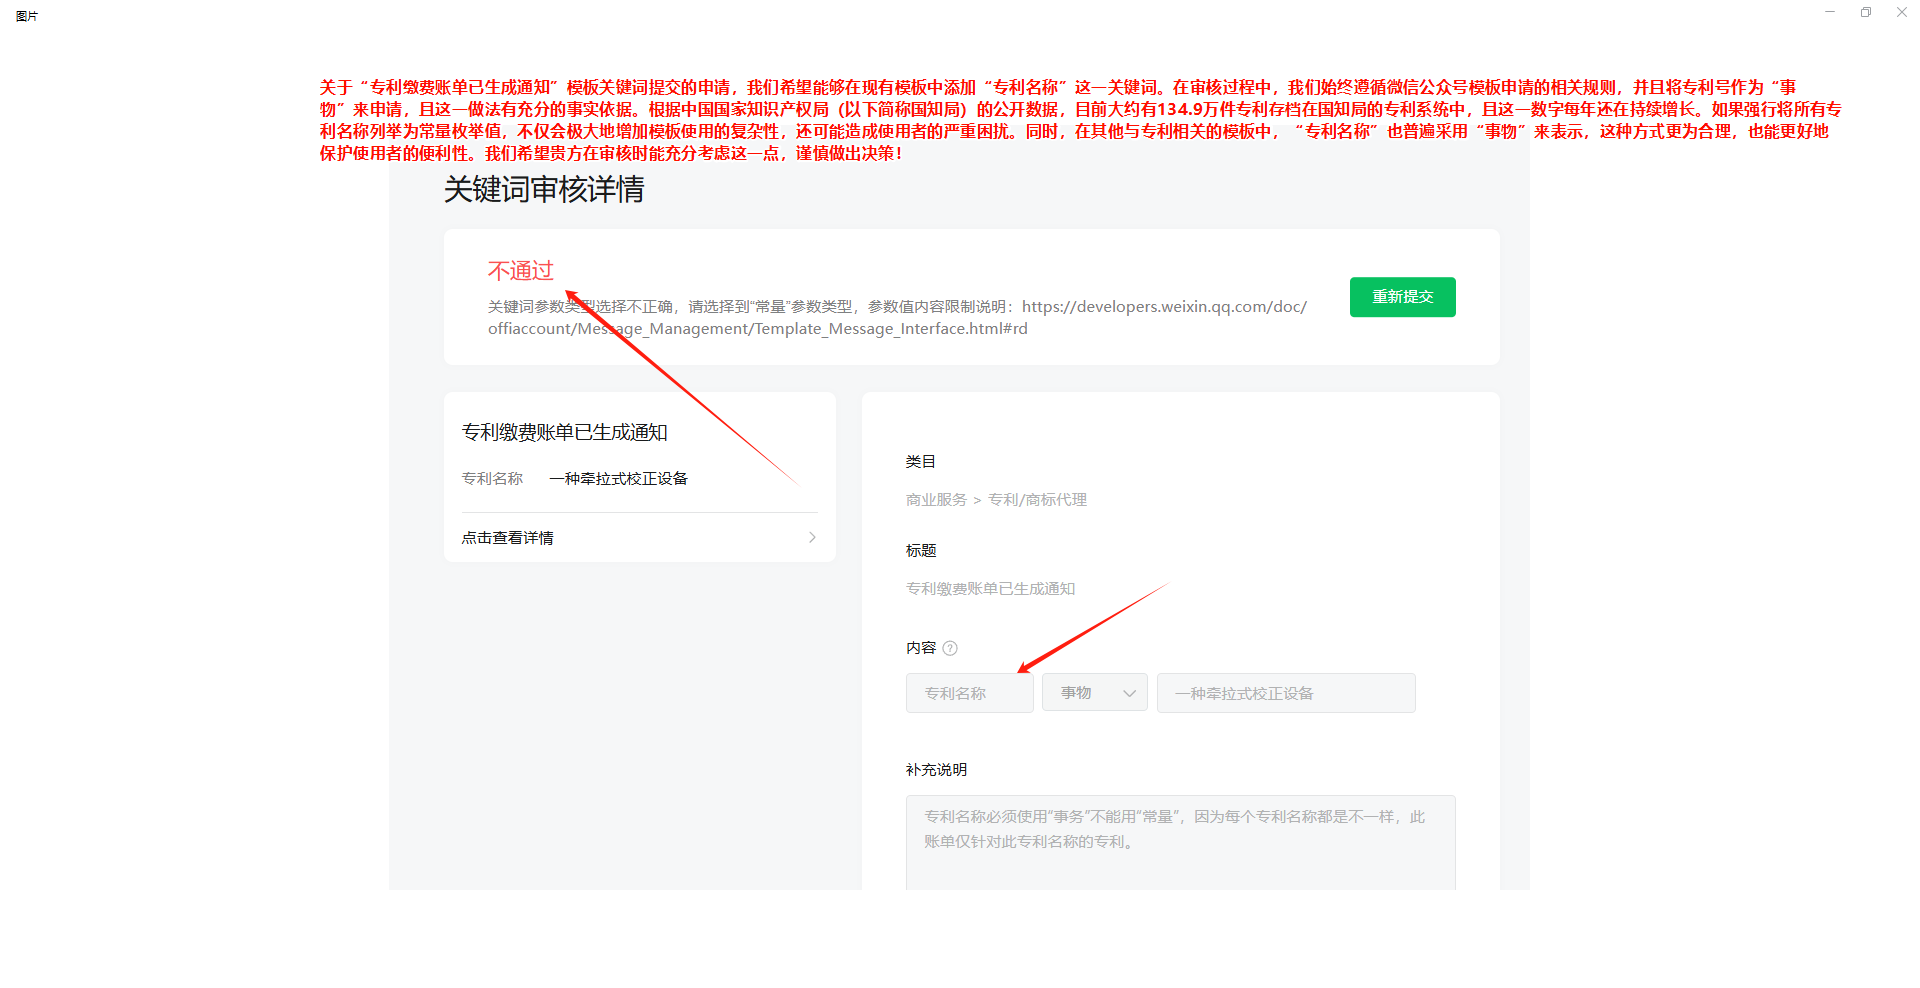 图片
关于“专利缴费账单已生成通知”模板关键词提交的申请，我们希望能够在现有模板中添加“专利名称”这一关键词。在审核过程中，我们始终遵循微信公众号模板申请的相关规则，并且将专利号作为“事
物”来申请，且这一做法有充分的事实依据。根据中国国家知识产权局（以下简称国知局）的公开数据，目前大约有134.9万件专利存档在国知局的专利系统中，且这一数字每年还在持续增长。如果强行将所有专
利名称列举为常量枚举值，不仅会极大地增加模板使用的复杂性，还可能造成使用者的严重困扰。同时，在其他与专利相关的模板中，“专利名称”也普遍采用“事物”来表示，这种方式更为合理，也能更好地
保护使用者的便利性。我们希望贵方在审核时能充分考虑这一点，谨慎做出决策！
关键词审核详情
不通过
关键词参数类型选择不正确，请选择到“常量”参数类型，参数值内容限制说明：https://developers.weixin.qq.com/doc/
offiaccount/Message_Management/Template_Message_Interface.html#rd
重新提交
专利缴费账单已生成通知
专利名称 一种牵拉式校正设备
点击查看详情
类目
商业服务 > 专利/商标代理
标题
专利缴费账单已生成通知
内容 ?
专利名称 事物 一种牵拉式校正设备
补充说明
专利名称必须使用“事务”不能用“常量”，因为每个专利名称都是不一样，此
账单仅针对此专利名称的专利。